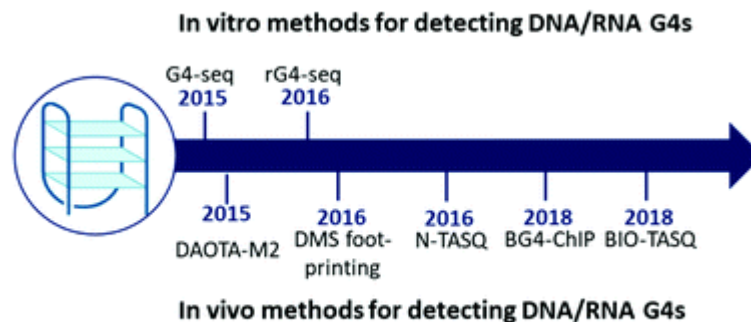 In vitro methods for detecting DNA/RNA G4s
G4-seq rG4-seq
2015 2016
2015 2016 2016 2018 2018
DAOTA-M2 DMS foot- N-TASQ BG4-ChIP BIO-TASQ
printing
In vivo methods for detecting DNA/RNA G4s